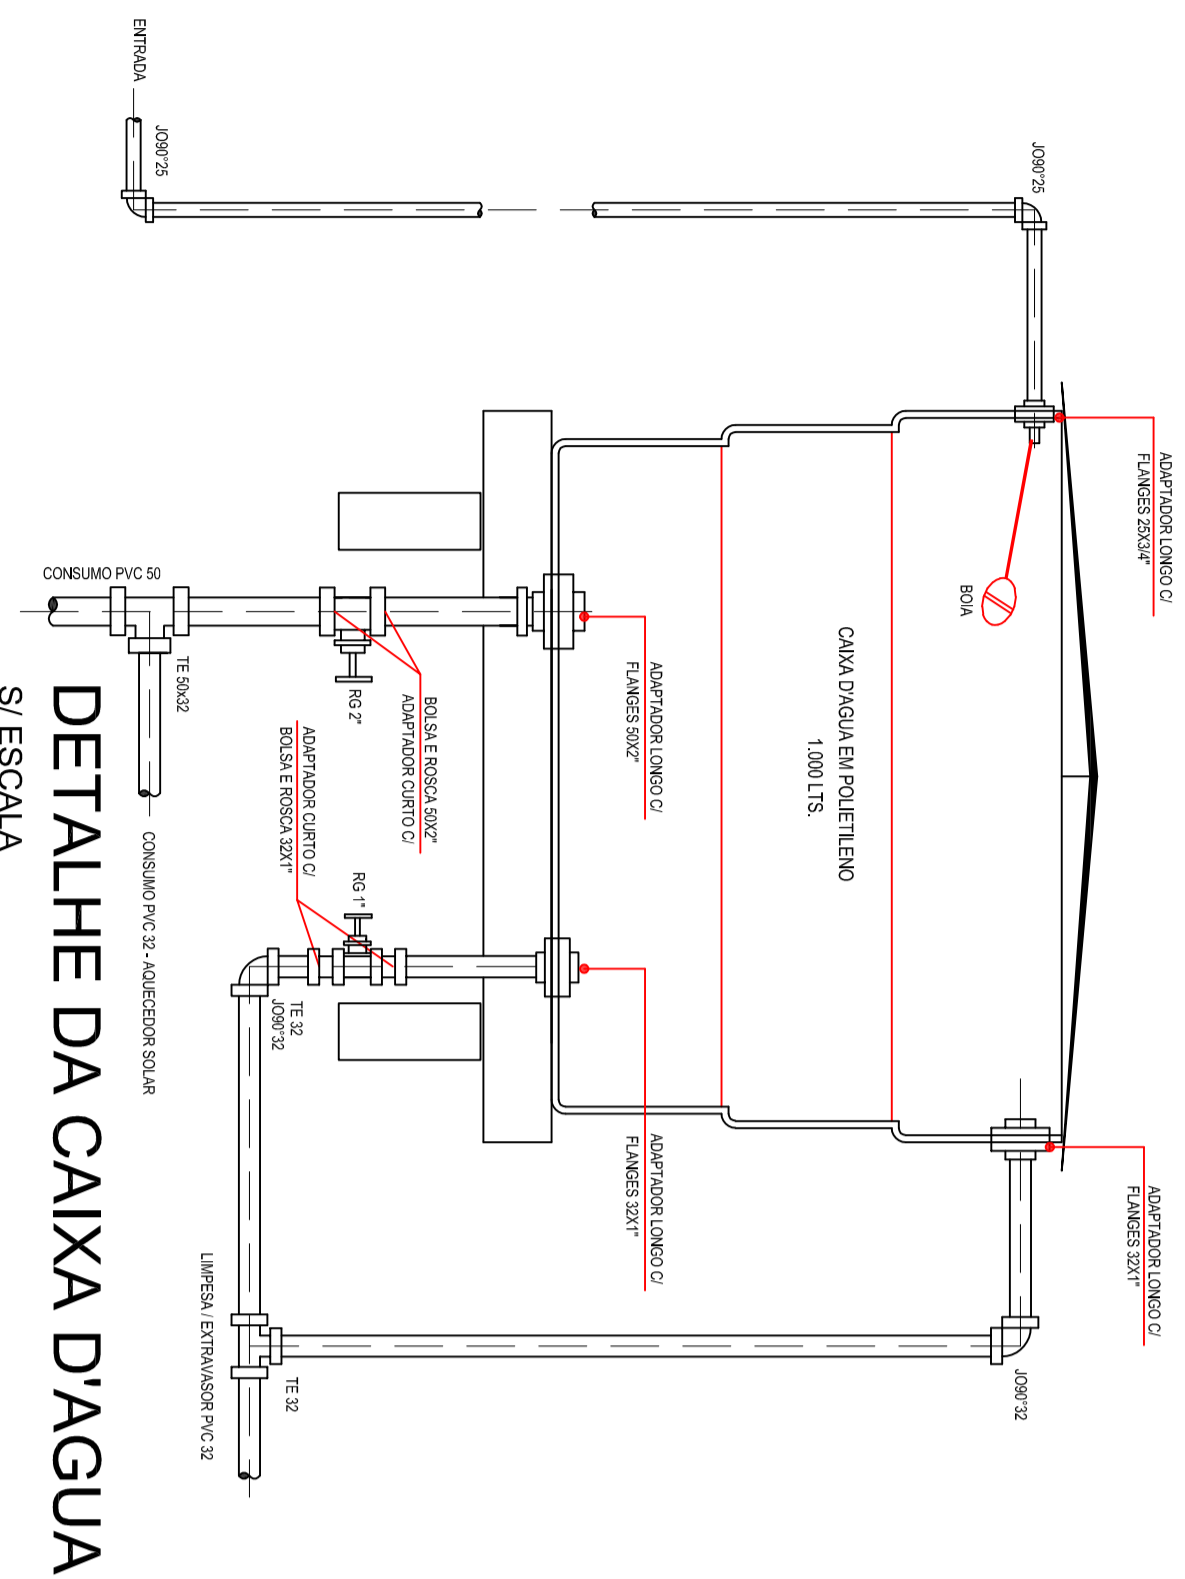 ENTRADA
JO90°25
JO90°25
ADAPTADOR LONGO C/
FLANGES 25X3/4"
BOIA
CAIXA D'AGUA EM POLIETILENO
1.000 LTS.
ADAPTADOR LONGO C/
FLANGES 32X1"
JO90°32
ADAPTADOR LONGO C/
FLANGES 50X2"
ADAPTADOR LONGO C/
FLANGES 32X1"
BOLSA E ROSCA 50X2"
ADAPTADOR CURTO C/
RG 2"
ADAPTADOR CURTO C/
BOLSA E ROSCA 32X1"
RG 1"
TE 32
JO90°32
CONSUMO PVC 50
TE 50x32
CONSUMO PVC 32 - AQUECEDOR SOLAR
TE 32
LIMPESA / EXTRAVASOR PVC 32
DETALHE DA CAIXA D'AGUA
S/ ESCALA